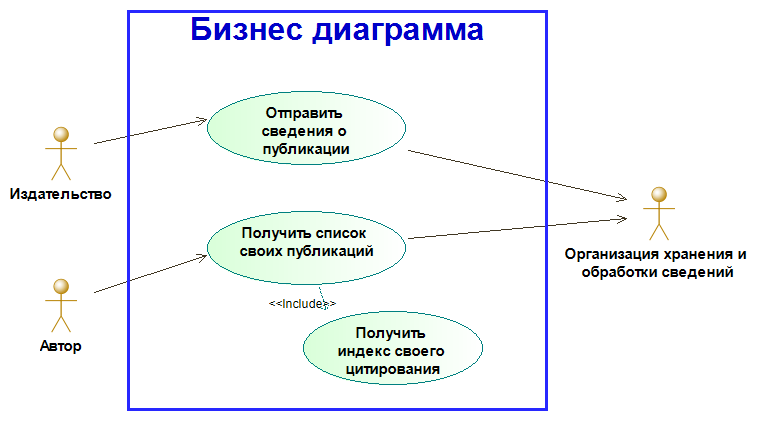 Бизнес диаграмма
Отправить
сведения о
публикации
Издательство
Получить список
своих публикаций
Организация хранения и
обработки сведений
<<Include>>
Автор
Получить
индекс своего
цитирования